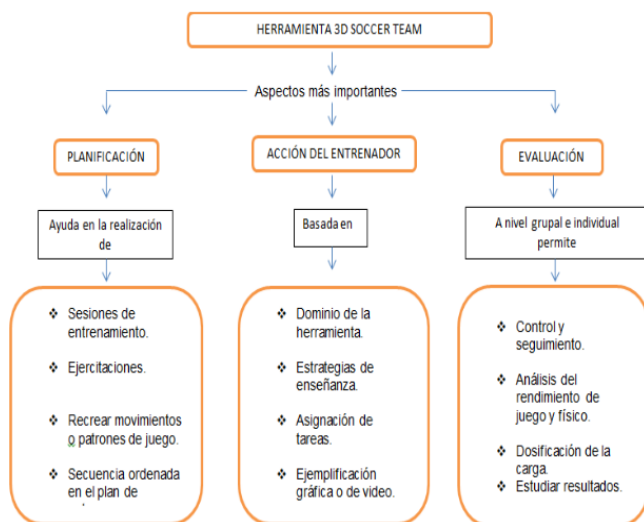 HERRAMIENTA 3D SOCCER TEAM
Aspectos más importantes
PLANIFICACIÓN
ACCIÓN DEL ENTRENADOR
EVALUACIÓN
Ayuda en la realización
de
Basada en
A nivel grupal e individual
permite
❖ Sesiones de
entrenamiento.
❖ Ejercitaciones.
❖ Recrear movimientos
o patrones de juego.
❖ Secuencia ordenada
en el plan de
❖ Dominio de la
herramienta.
❖ Estrategias de
enseñanza.
❖ Asignación de
tareas.
❖ Ejemplificación
gráfica o de video.
❖ Control y
seguimiento.
❖ Análisis del
rendimiento de
juego y físico.
❖ Dosificación de la
carga.
❖ Estudiar resultados.